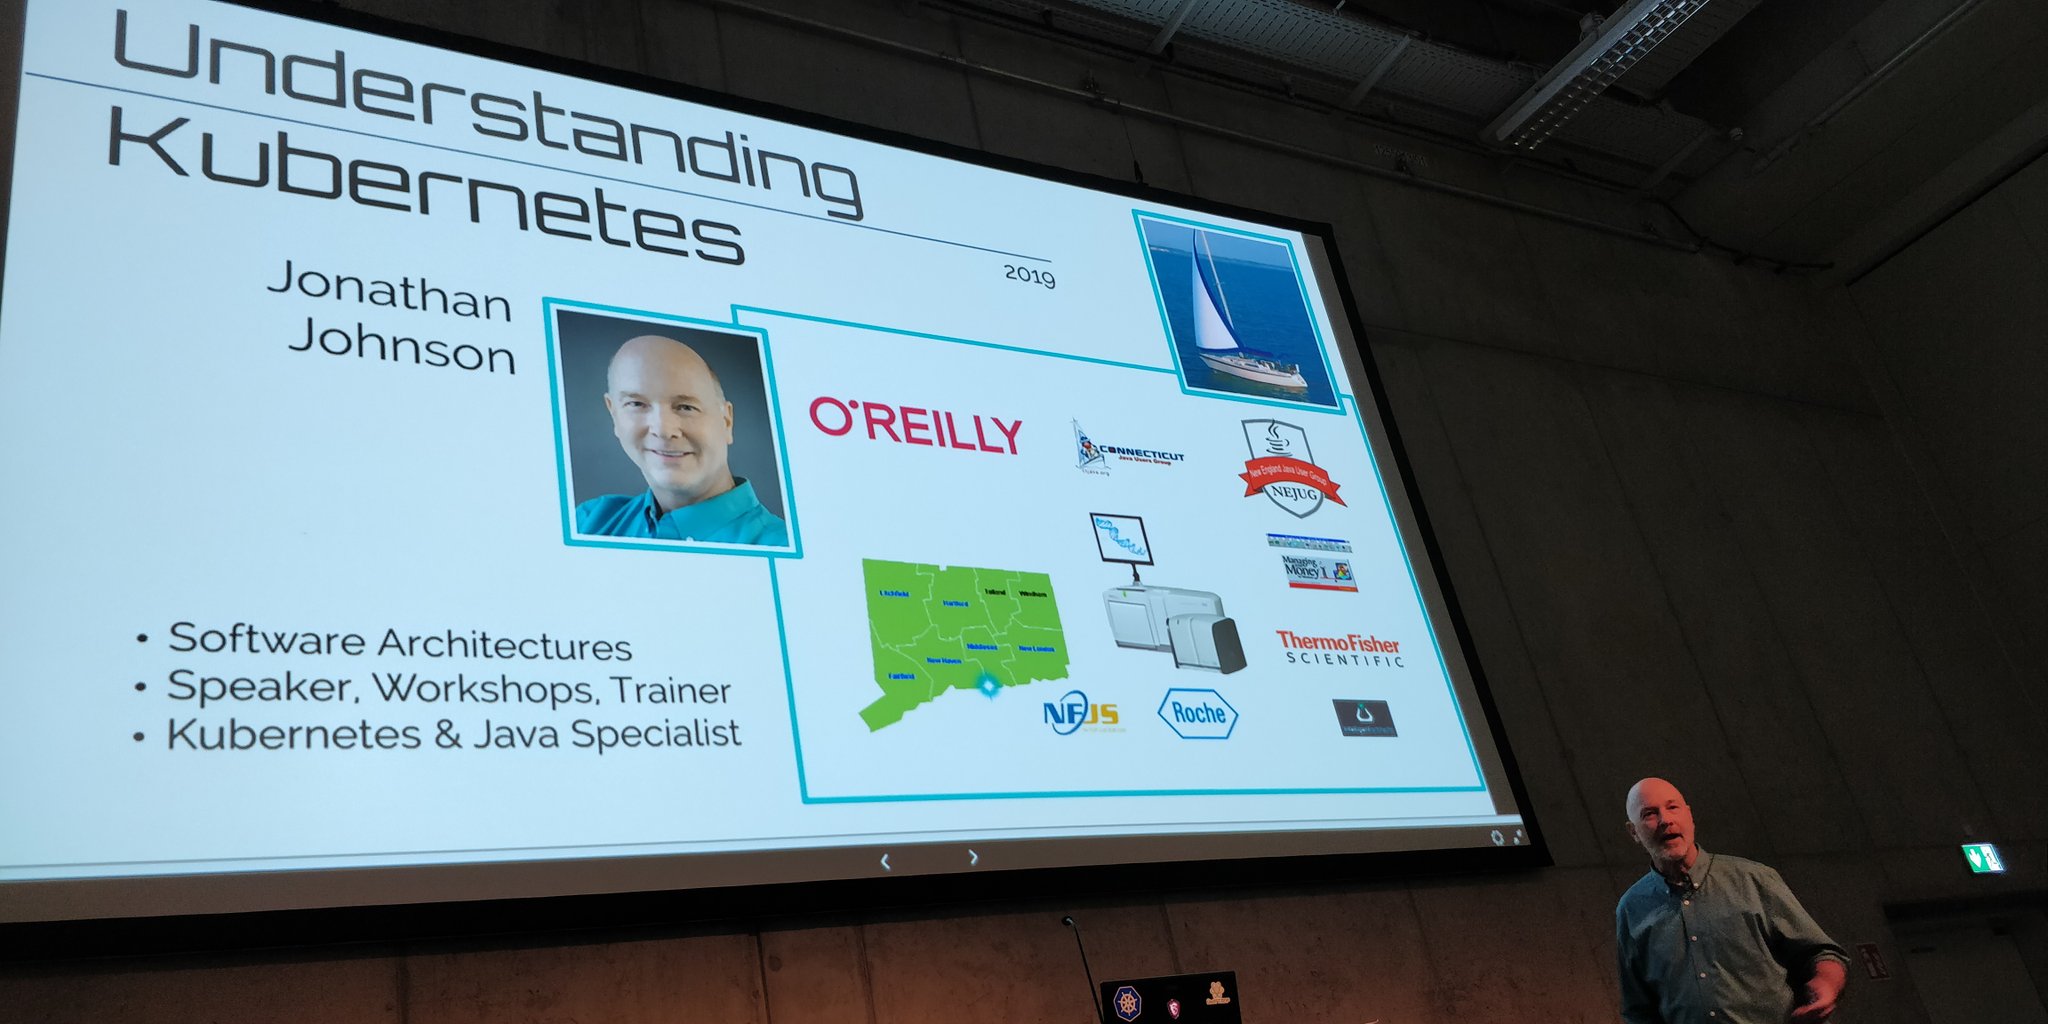 Understanding
Kubernetes
2019
Jonathan
Johnson
O'REILLY
CONNECTICUT
Java Users Group
New England Java User Group
NEJUG
Managing
Money
Litchfield
Hartford
Tolland
Windham
New Haven
Middlesex
New London
Fairfield
ThermoFisher
SCIENTIFIC
NFJS
Roche
• Software Architectures
• Speaker, Workshops, Trainer
• Kubernetes & Java Specialist